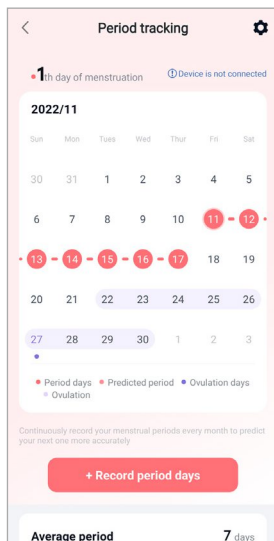 Period tracking
1th day of menstruation
Device is not connected
2022/11
Sun Mon Tues Wed Thur Fri Sat
30 31 1 2 3 4 5
6 7 8 9 10 11 12
13 14 15 16 17 18 19
20 21 22 23 24 25 26
27 28 29 30 1 2 3
Period days Predicted period Ovulation days
Ovulation
Continuously record your menstrual periods every month to predict
your next one more accurately
+ Record period days
Average period 7 days